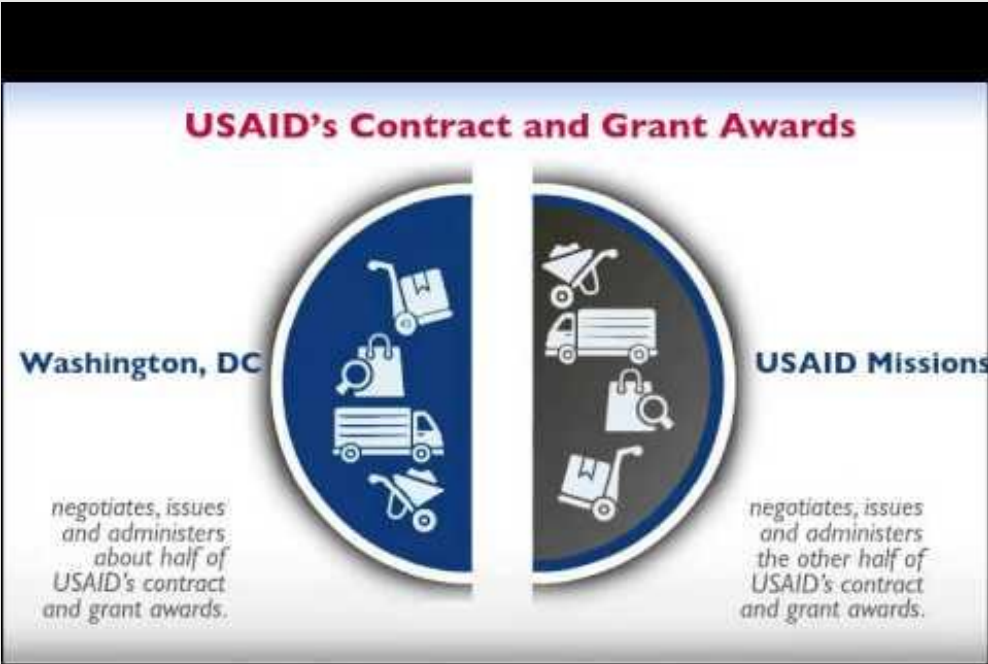 USAID's Contract and Grant Awards
Washington, DC
negotiates, issues
and administers
about half of
USAID's contract
and grant awards.
USAID Missions
negotiates, issues
and administers
the other half of
USAID's contract
and grant awards.